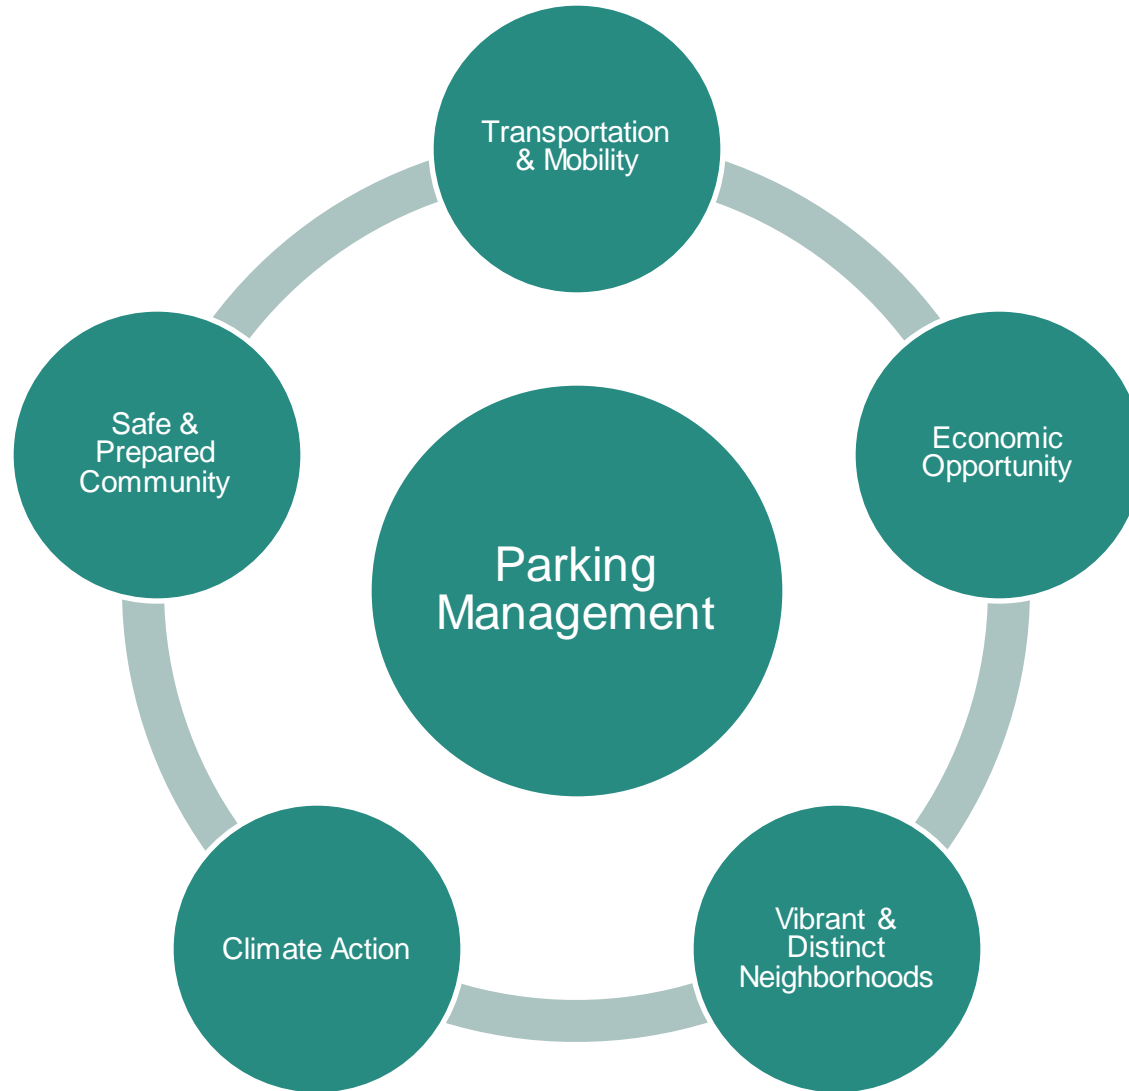 Transportation
& Mobility
Economic
Opportunity
Vibrant &
Distinct
Neighborhoods
Climate Action
Safe &
Prepared
Community
Parking
Management